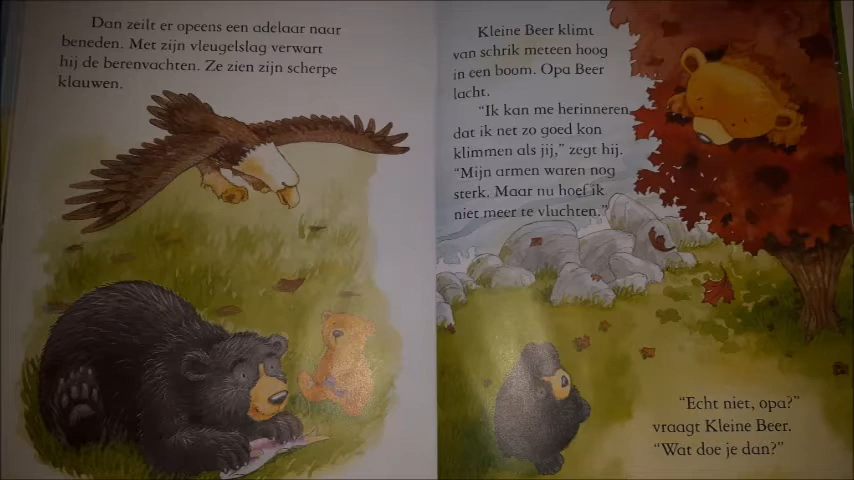 Dan zeilt er opeens een adelaar naar
beneden. Met zijn vleugelslag verwart
hij de berenvachten. Ze zien zijn scherpe
klauwen.
Kleine Beer klimt
van schrik meteen hoog
in een boom. Opa Beer
lacht.
“Ik kan me herinneren
dat ik net zo goed kon
klimmen als jij,” zegt hij.
“Mijn armen waren nog
sterk. Maar nu hoef ik
niet meer te vluchten.”
“Echt niet, opa?”
vraagt Kleine Beer.
“Wat doe je dan?”